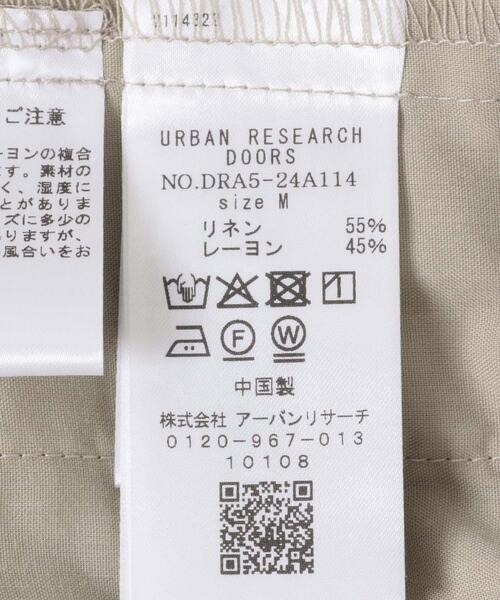 M114321
ご注意
ーヨンの複合
ます。素材の
く、湿度に
とがありま
ズに多少の
ありますが、
風合いをお
URBAN RESEARCH
DOORS
NO.DRA5-24A114
size M
リネン 55%
レーヨン 45%
F W
中国製
株式会社 アーバンリサーチ
0120-967-013
10108